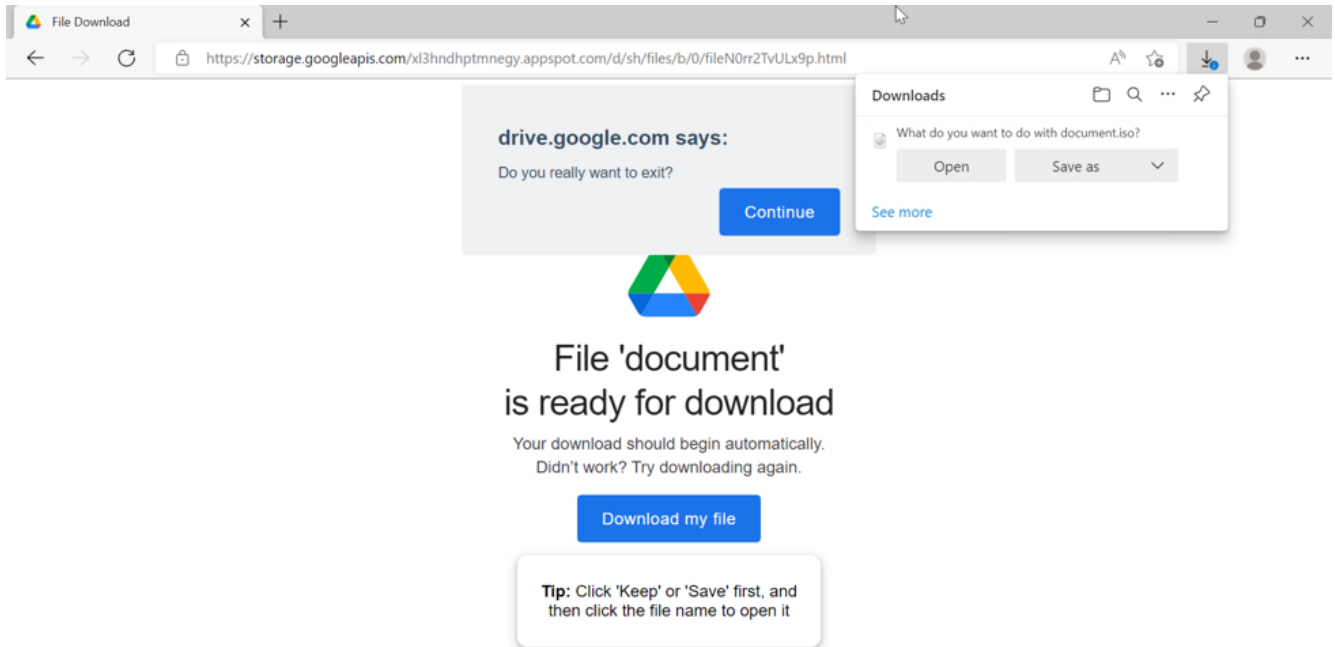 File Download
https://storage.googleapis.com/xl3hndhptmnegy.appspot.com/d/sh/files/b/0/fileN0rr2TvULx9p.html
Downloads
What do you want to do with document.iso?
Open
Save as
See more
drive.google.com says:
Do you really want to exit?
Continue
File 'document'
is ready for download
Your download should begin automatically.
Didn't work? Try downloading again.
Download my file
Tip: Click 'Keep' or 'Save' first, and
then click the file name to open it